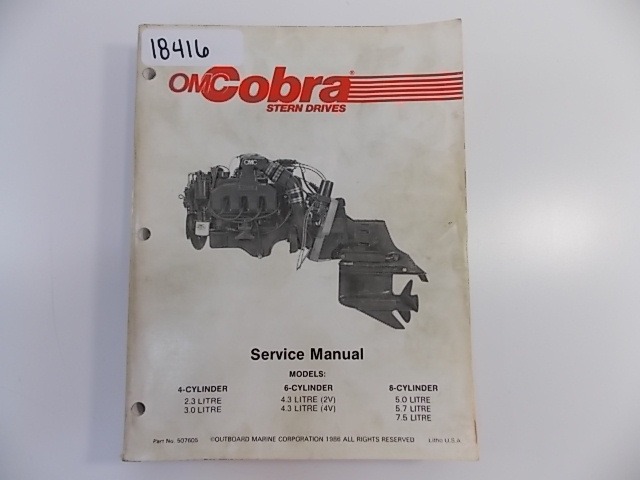 18416
OMC Cobra®
STERN DRIVES
OMC
Service Manual
MODELS:
4-CYLINDER 6-CYLINDER 8-CYLINDER
2.3 LITRE 4.3 LITRE (2V) 5.0 LITRE
3.0 LITRE 4.3 LITRE (4V) 5.7 LITRE
7.5 LITRE
Part No. 507605 ©OUTBOARD MARINE CORPORATION 1986 ALL RIGHTS RESERVED Litho U.S.A